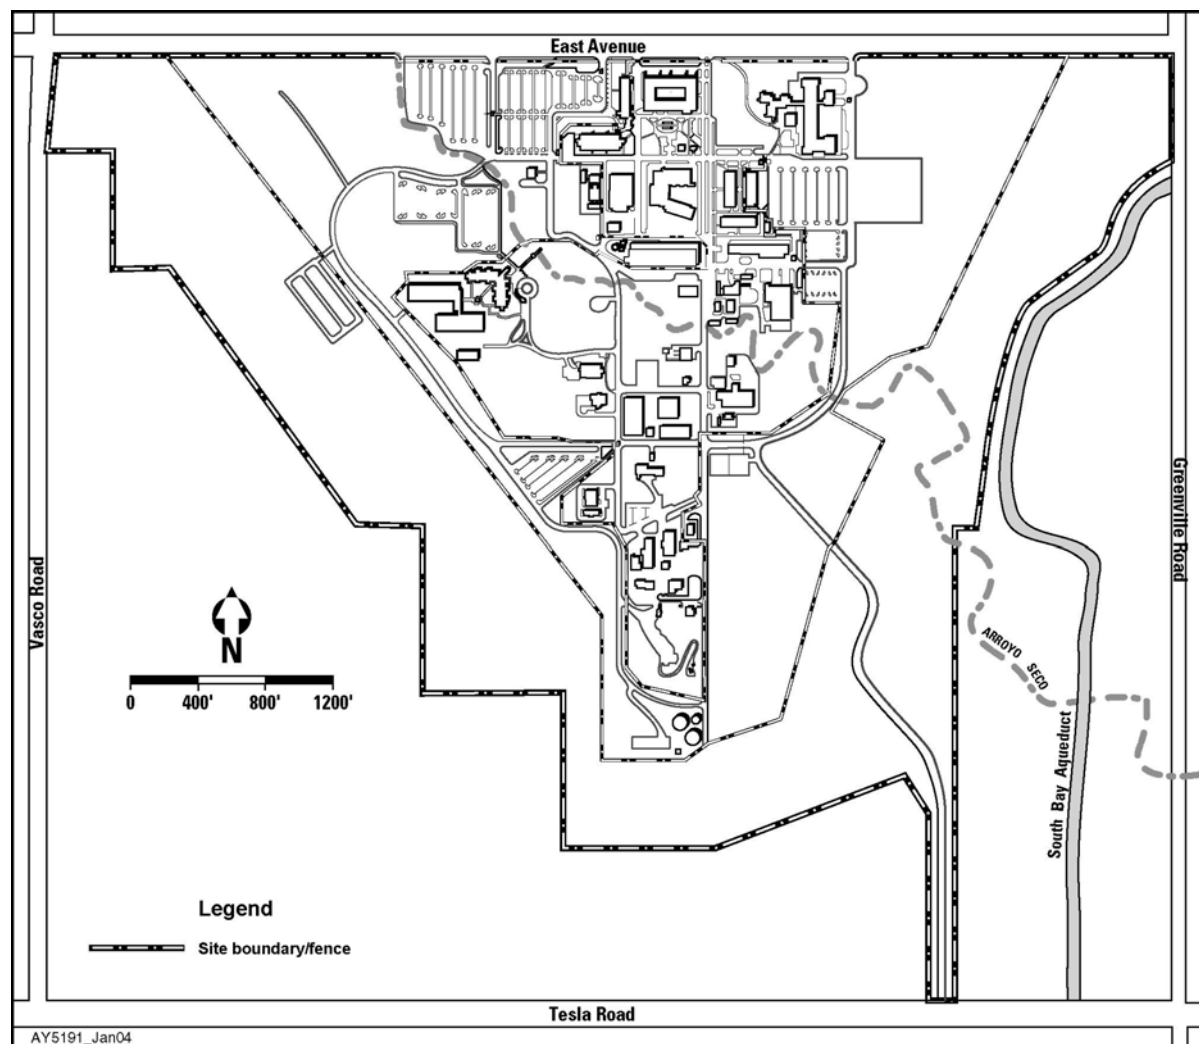 East Avenue
Vasco Road
Greenville Road
N
0 400' 800' 1200'
ARROYO SECO
South Bay Aqueduct
Legend
Site boundary/fence
Tesla Road
AY5191_Jan04